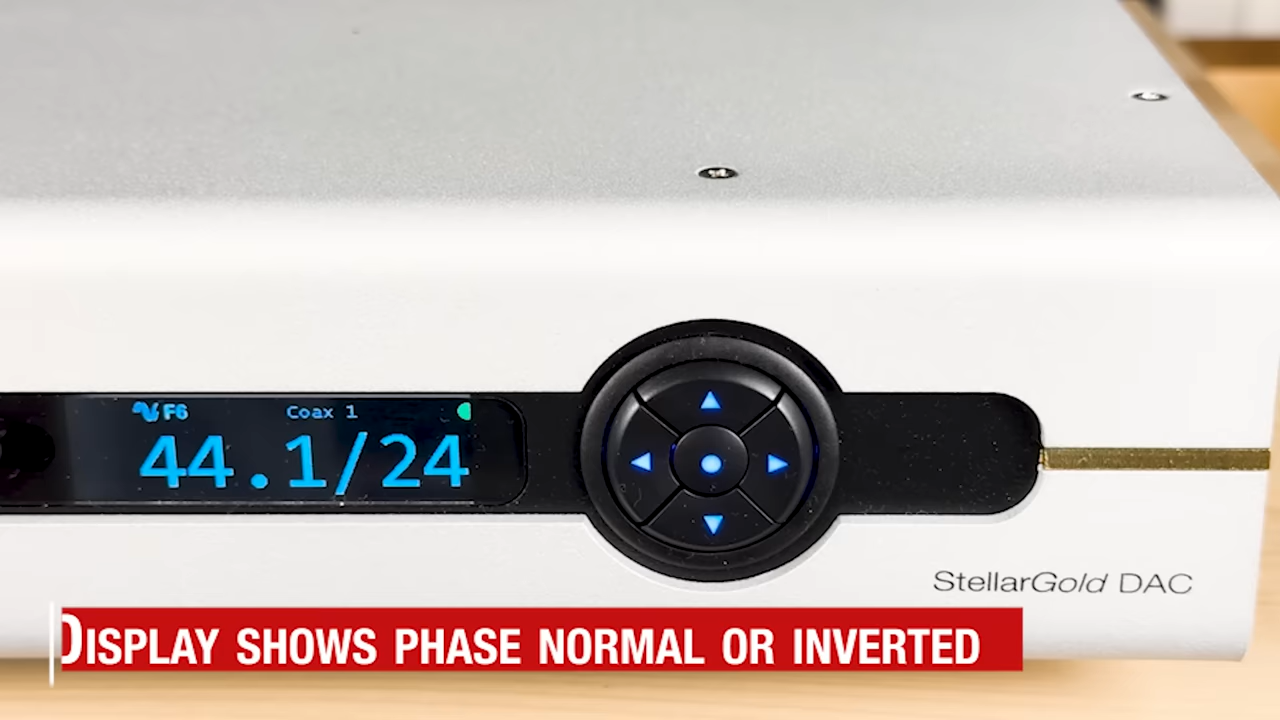 F6 Coax 1
44.1/24
StellarGold DAC
DISPLAY SHOWS PHASE NORMAL OR INVERTED